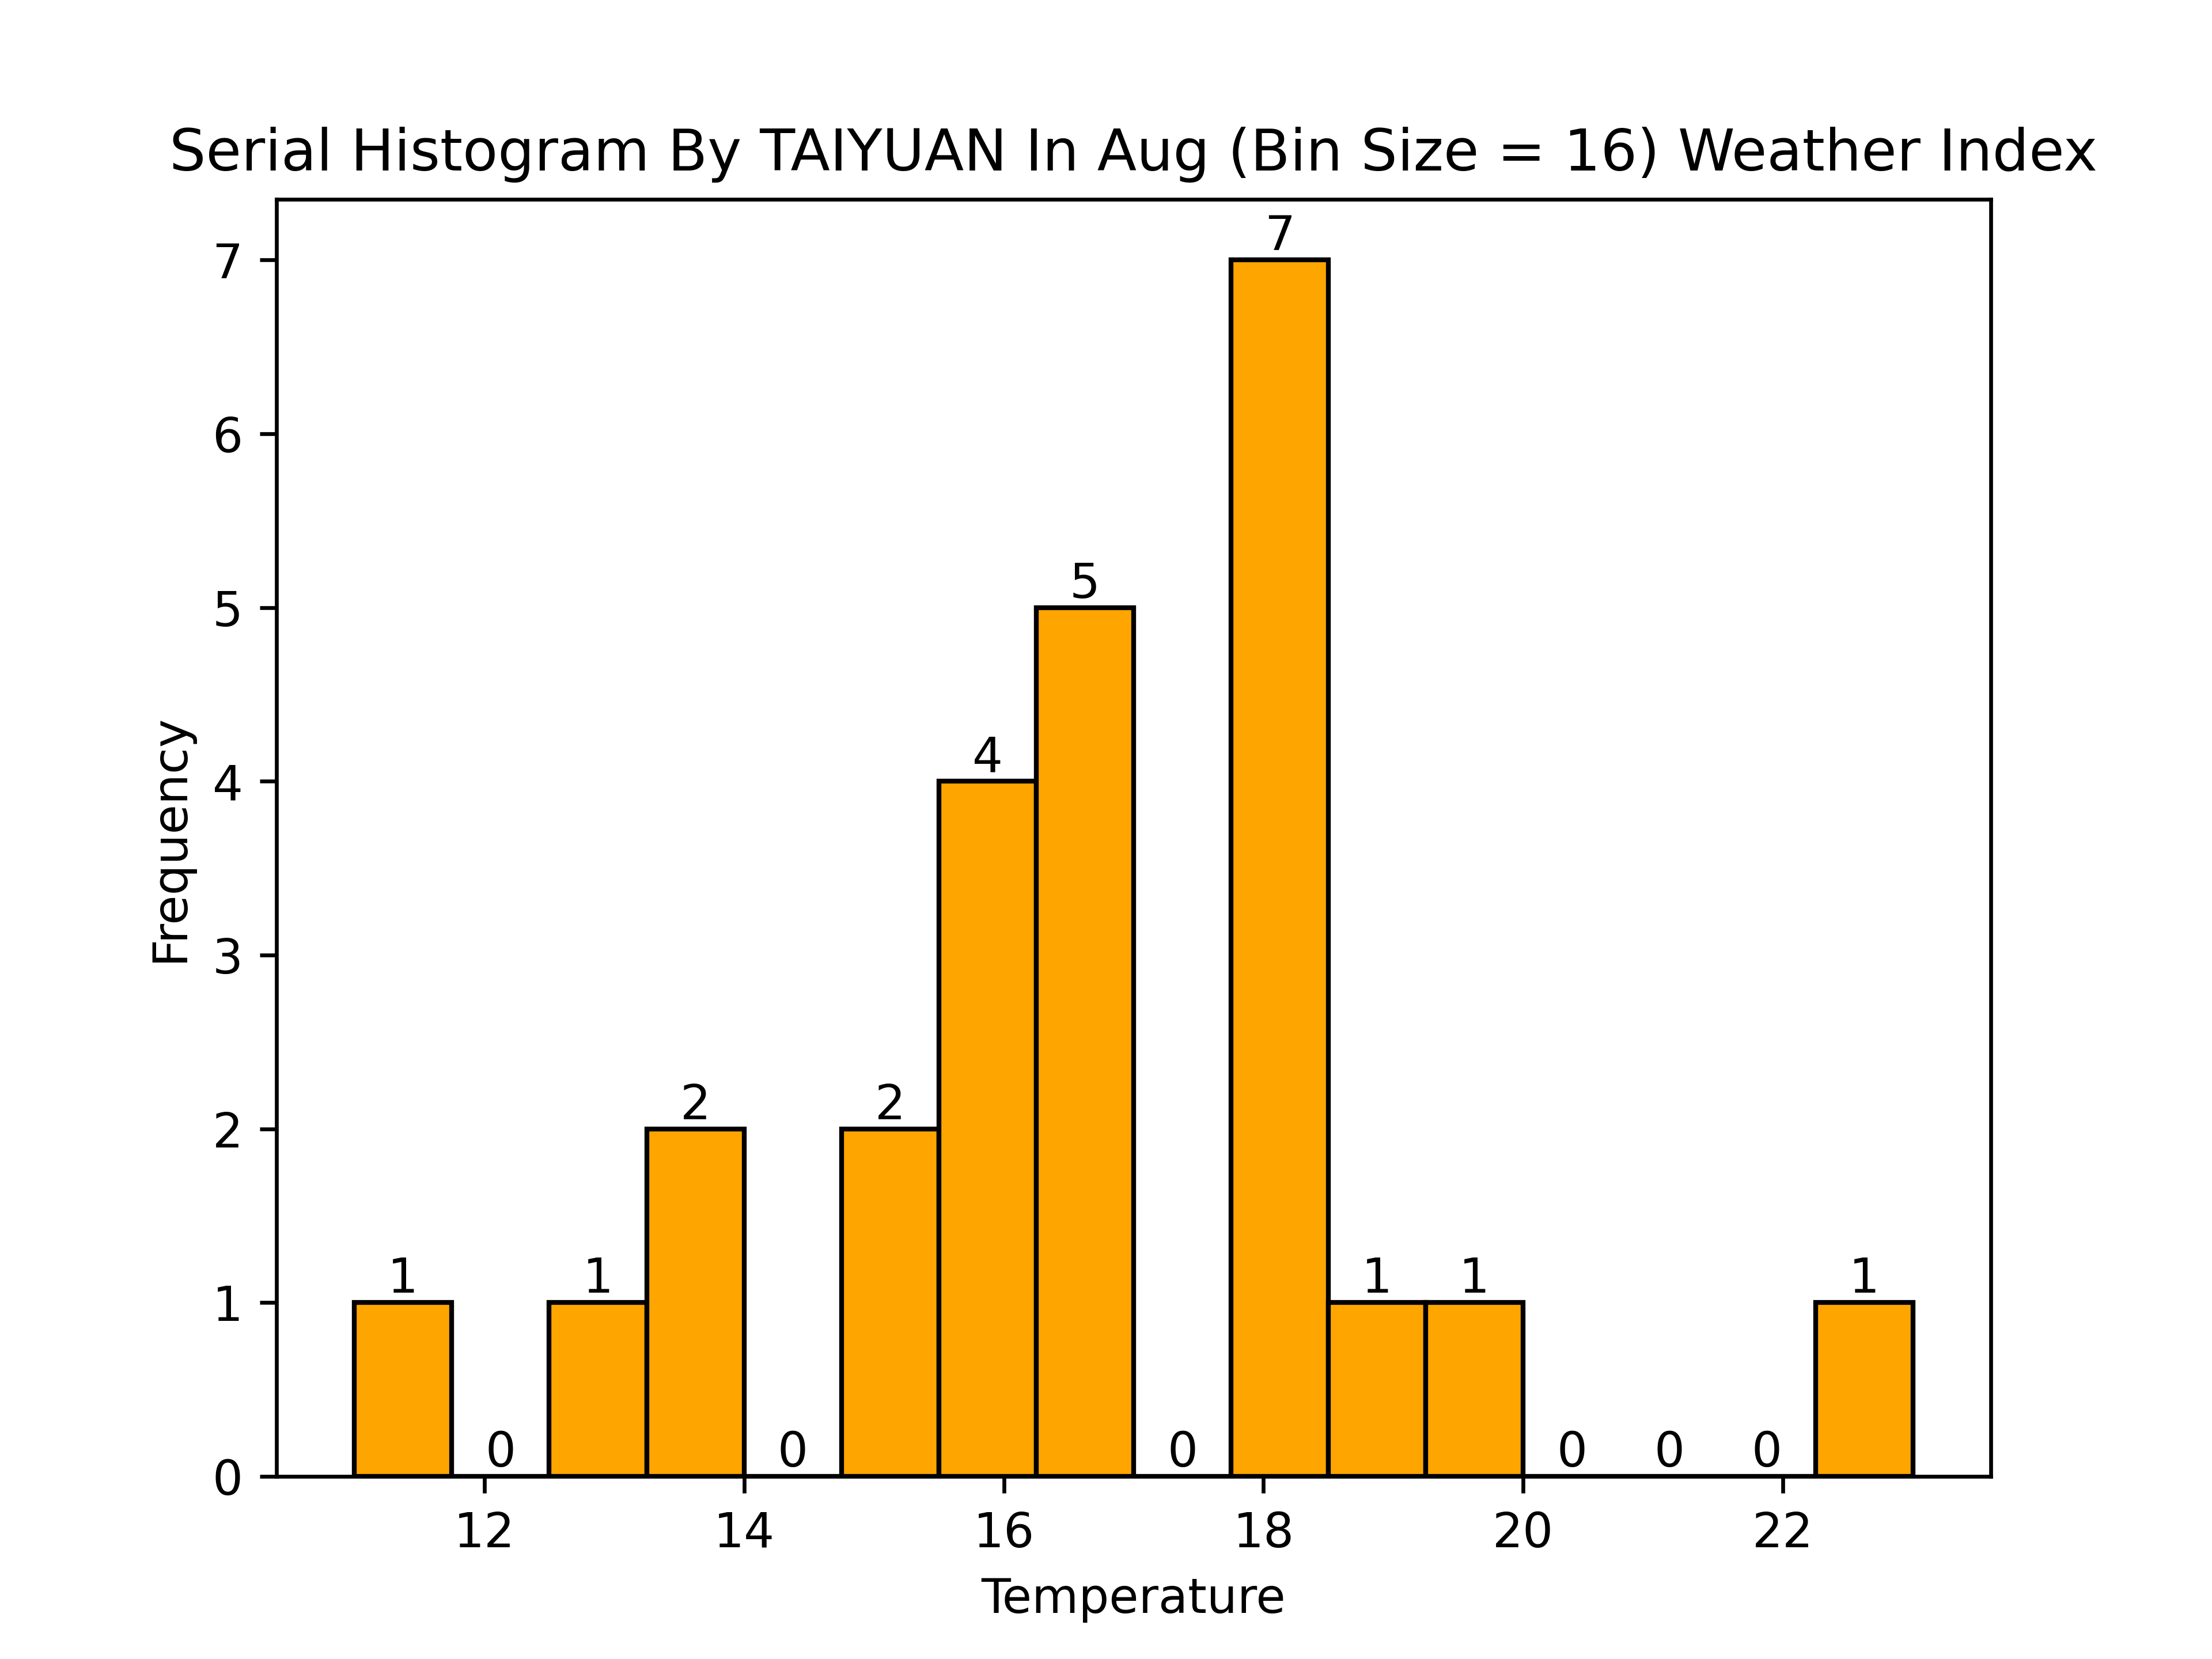 Serial Histogram By TAIYUAN In Aug (Bin Size = 16) Weather Index
7
7
6
5
5
4
4
Frequency
3
2 2
2
1 1 1 1 1
1
0 0 0 0 0 0
0
12 14 16 18 20 22
Temperature